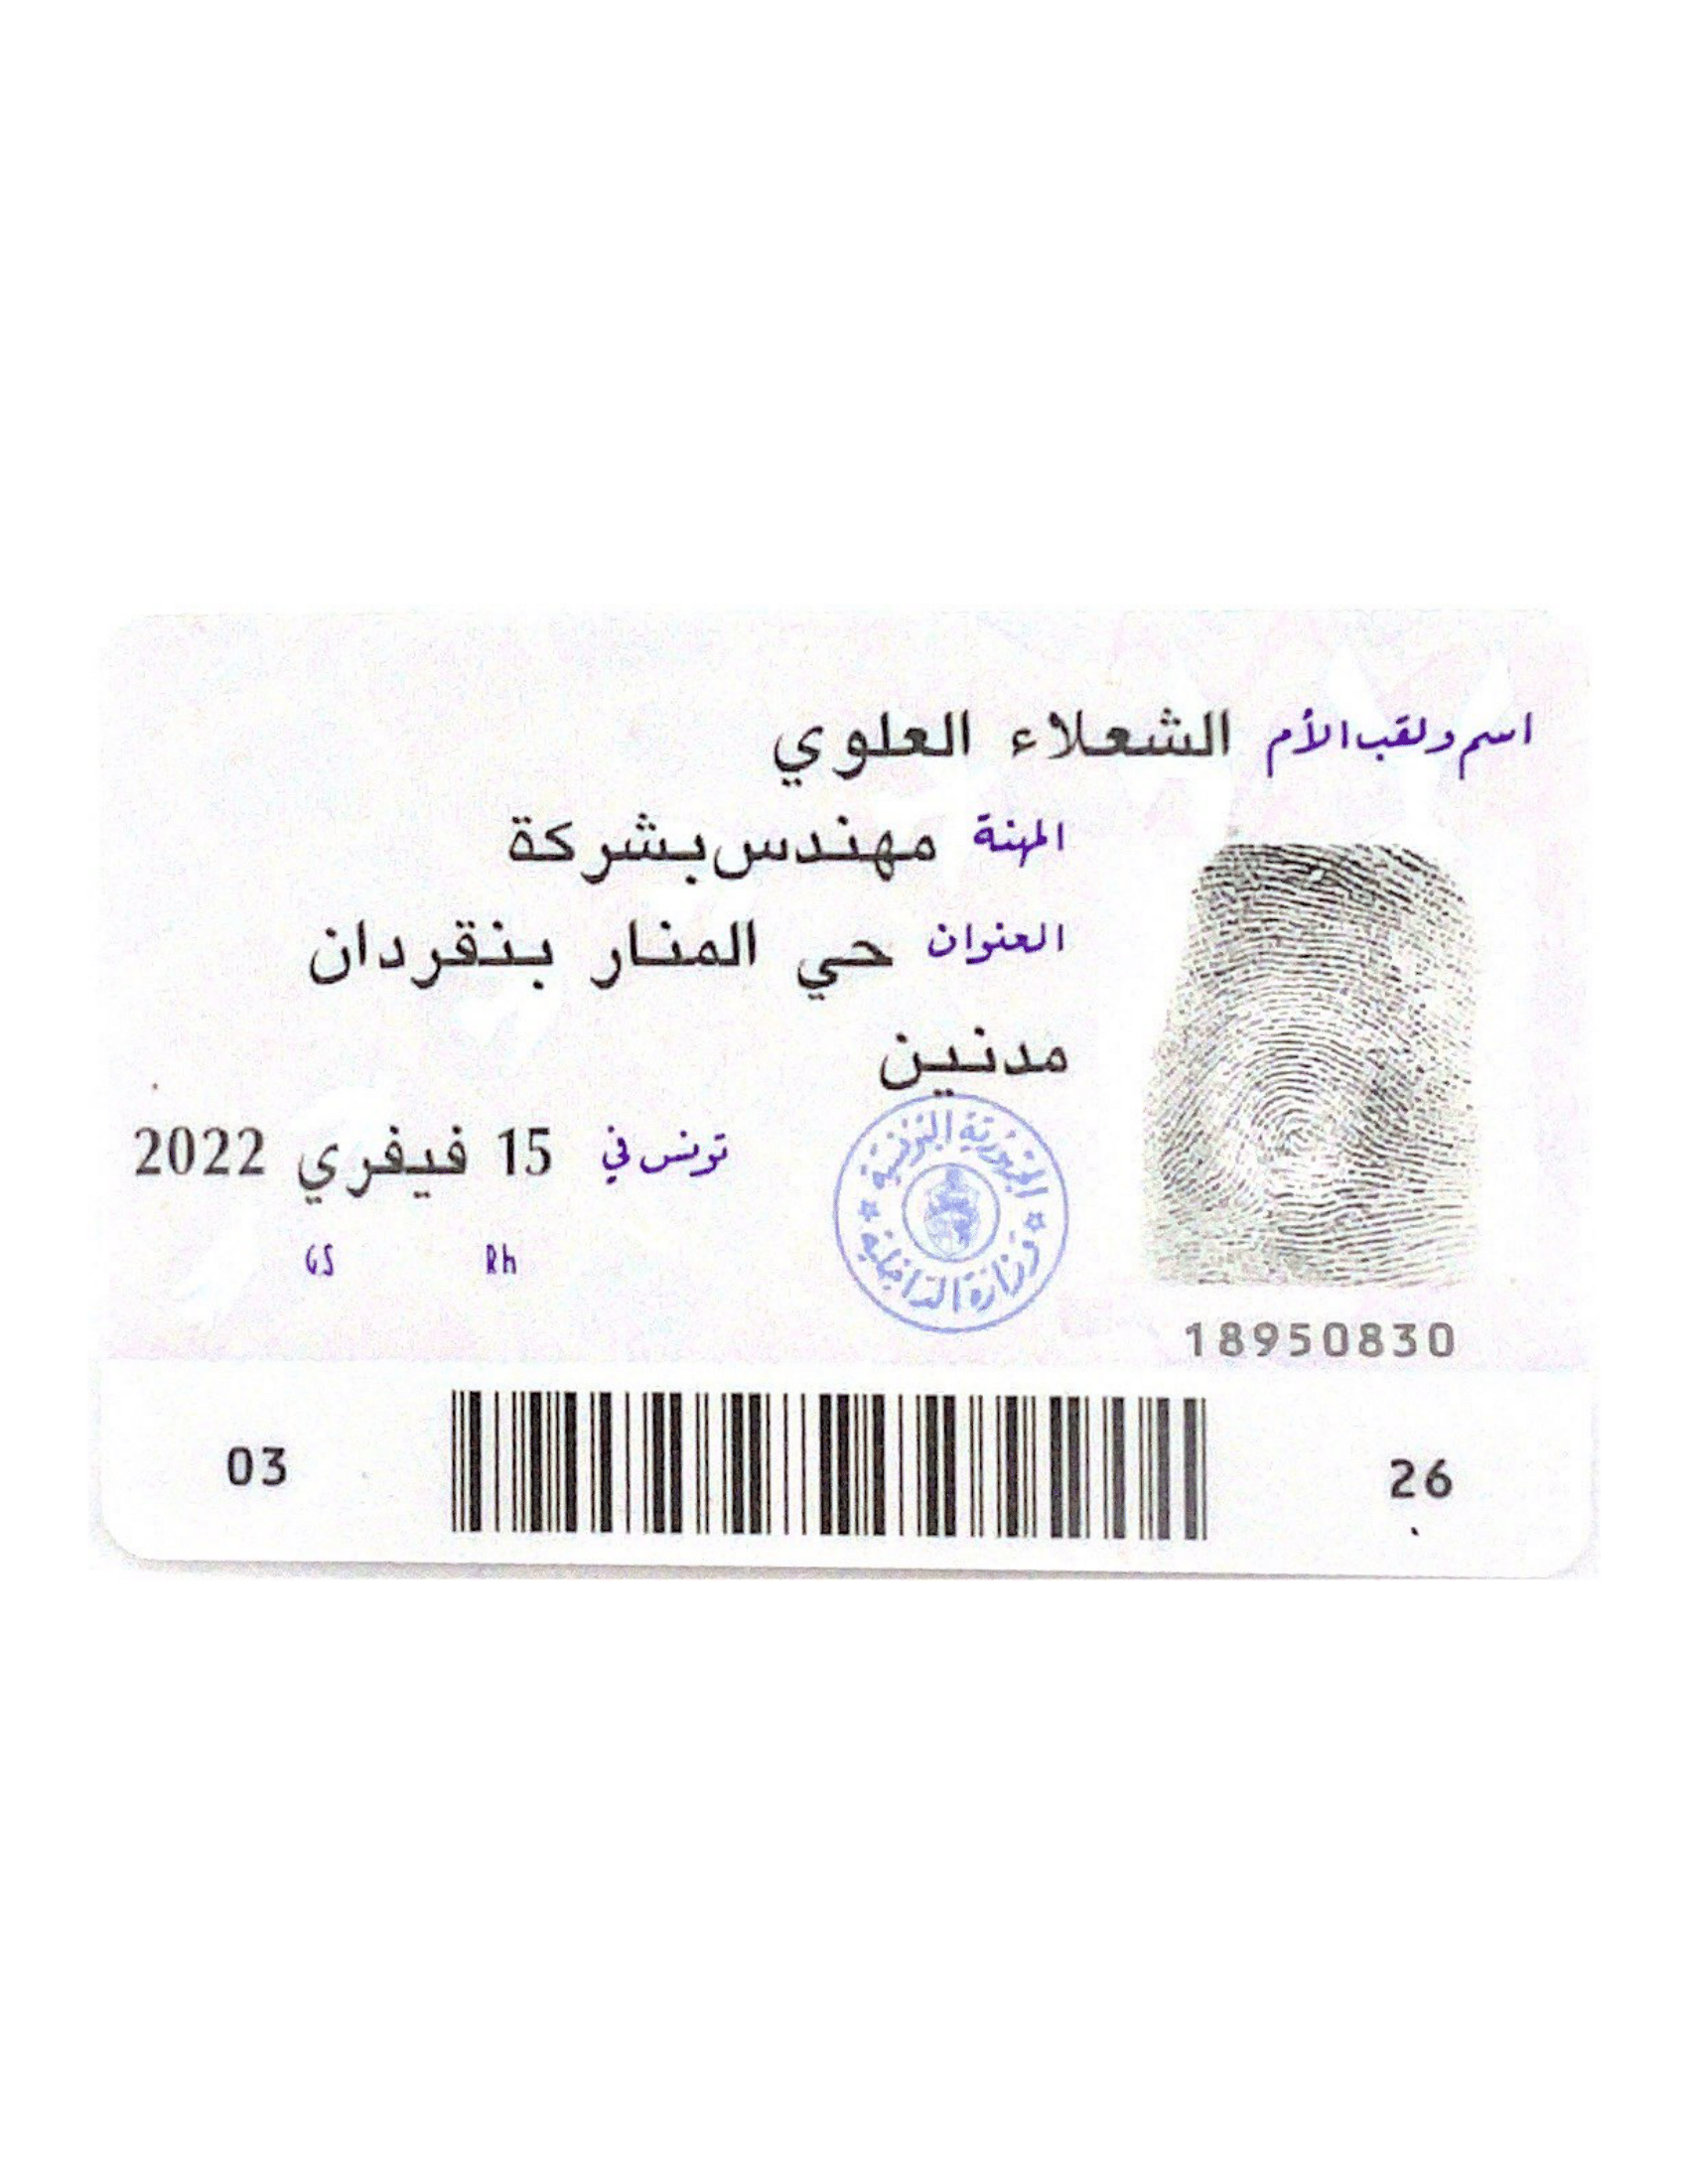 اسم ولقب الأم الشعلاء العلوي
المهنة مهندس بشركة
العنوان حي المنار بنقردان
مدنين
تونس في 15 فيفري 2022
Rh GS
الجمهورية التونسية
وزارة الداخلية
18950830
03 26